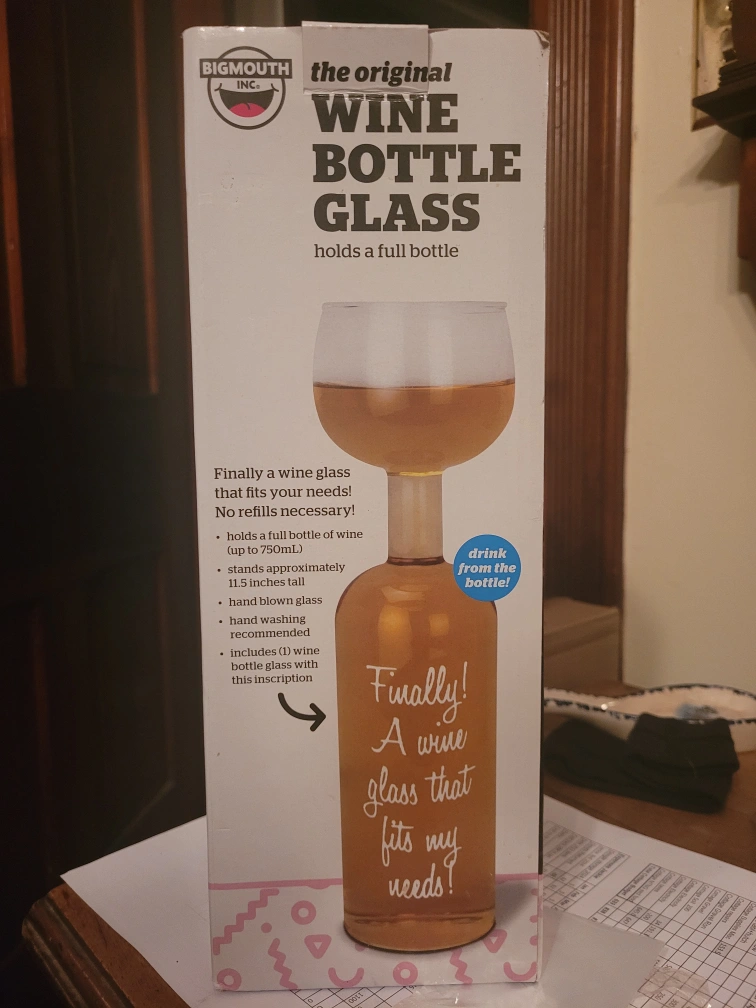 BIGMOUTH
INC.
the original
WINE
BOTTLE
GLASS
holds a full bottle
Finally a wine glass
that fits your needs!
No refills necessary!
• holds a full bottle of wine
(up to 750mL)
• stands approximately
11.5 inches tall
• hand blown glass
• hand washing
recommended
• includes (1) wine
bottle glass with
this inscription
drink
from the
bottle!
Finally!
A wine
glass that
fits my
needs!